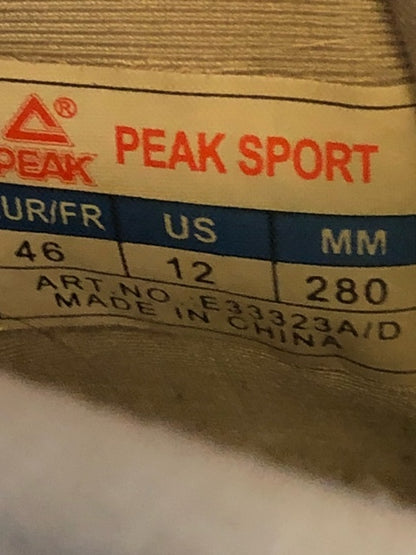 ®
PEAK PEAK SPORT
UR/FR US MM
46 12 280
ART.NO.:E33323A/D
MADE IN CHINA